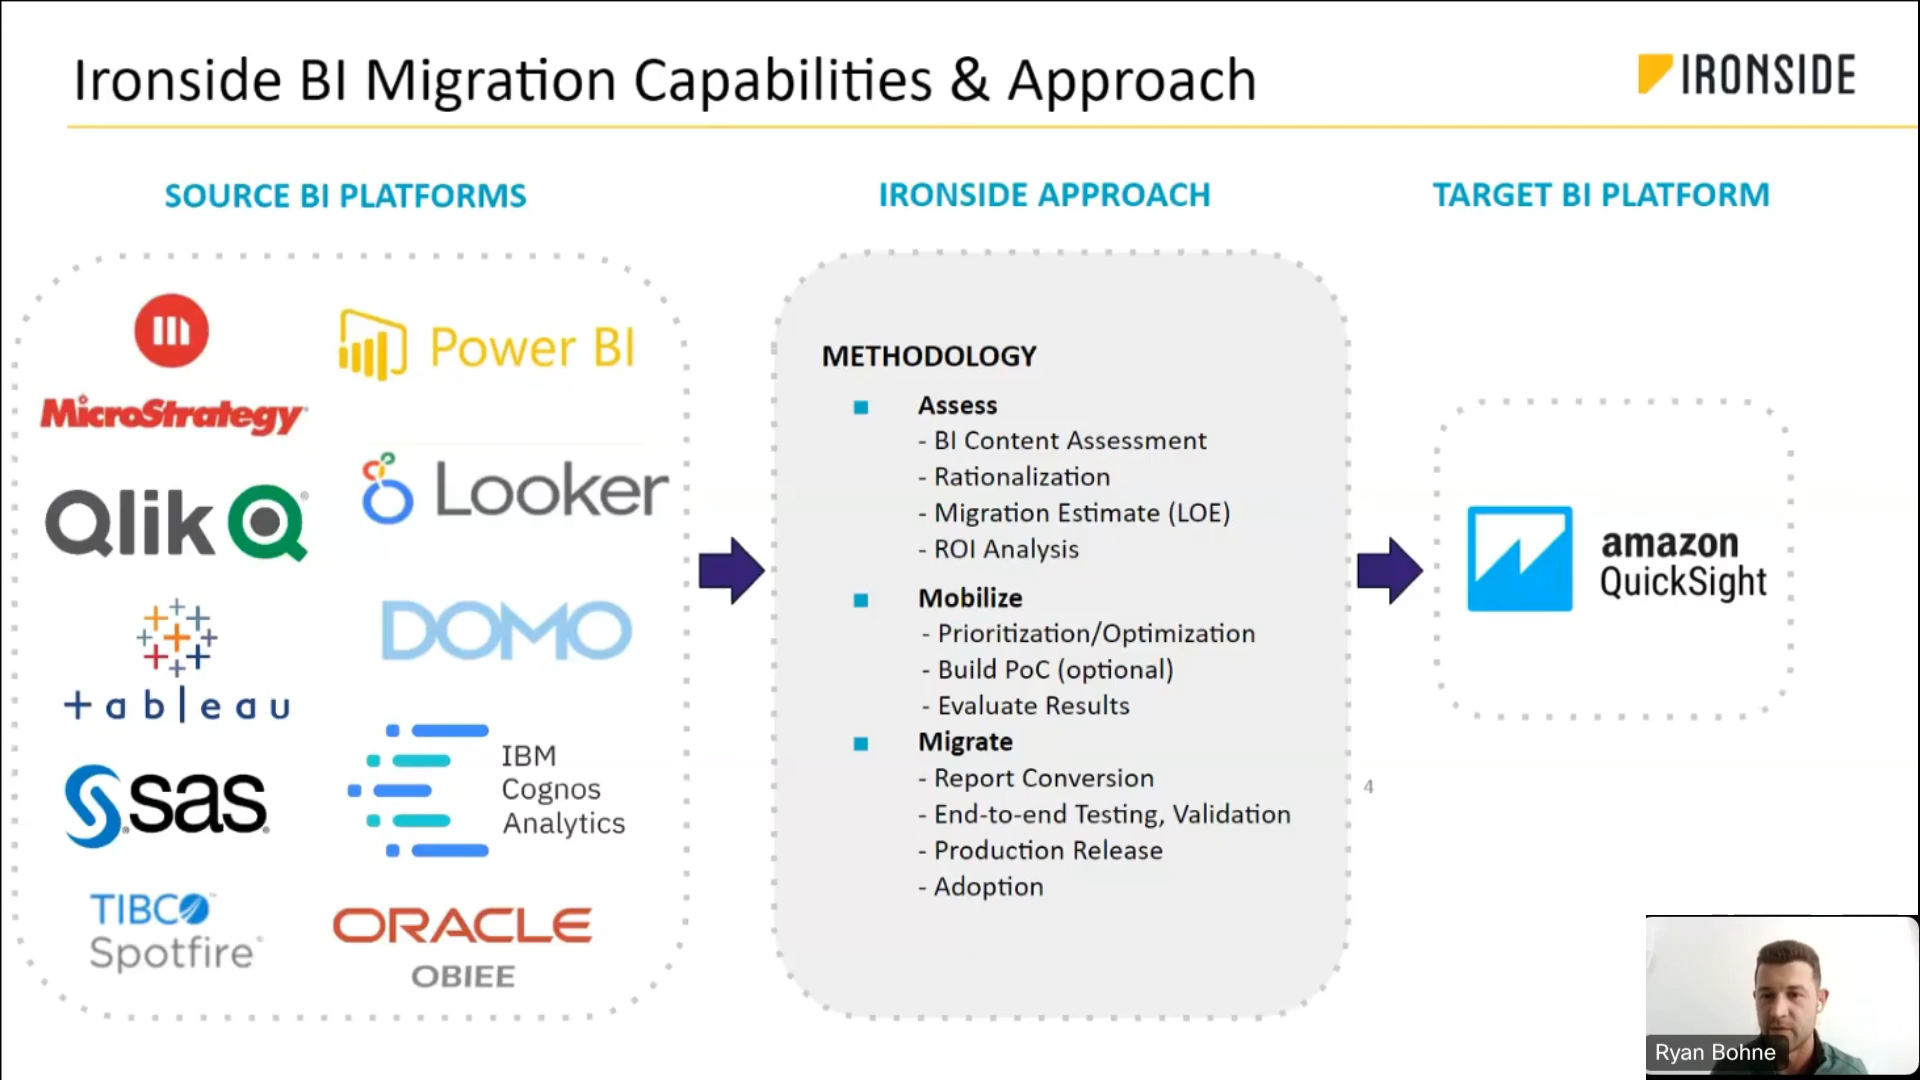 Ironside BI Migration Capabilities & Approach
IRONSIDE
SOURCE BI PLATFORMS
MicroStrategy
Power BI
Qlik
Looker
+ableau
DOMO
sas
IBM
Cognos
Analytics
TIBCO
Spotfire
ORACLE
OBIEE
IRONSIDE APPROACH
METHODOLOGY
Assess
- BI Content Assessment
- Rationalization
- Migration Estimate (LOE)
- ROI Analysis
Mobilize
- Prioritization/Optimization
- Build PoC (optional)
- Evaluate Results
Migrate
- Report Conversion
- End-to-end Testing, Validation
- Production Release
- Adoption
4
TARGET BI PLATFORM
amazon
QuickSight
Ryan Bohne